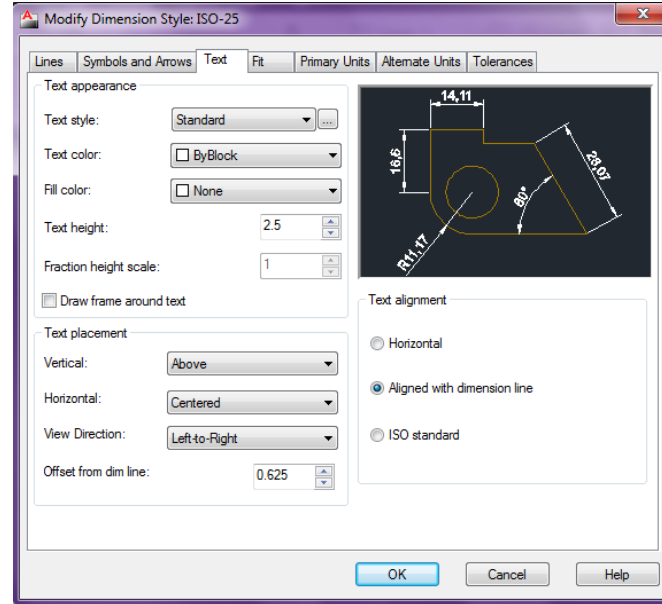 Modify Dimension Style: ISO-25
Lines Symbols and Arrows Text Fit Primary Units Alternate Units Tolerances
Text appearance
Text style: Standard ...
Text color: ByBlock
Fill color: None
Text height: 2.5
Fraction height scale: 1
Draw frame around text
Text placement
Vertical: Above
Horizontal: Centered
View Direction: Left-to-Right
Offset from dim line: 0.625
14,11
16,6
28,07
60°
R11,17
Text alignment
Horizontal
Aligned with dimension line
ISO standard
OK Cancel Help